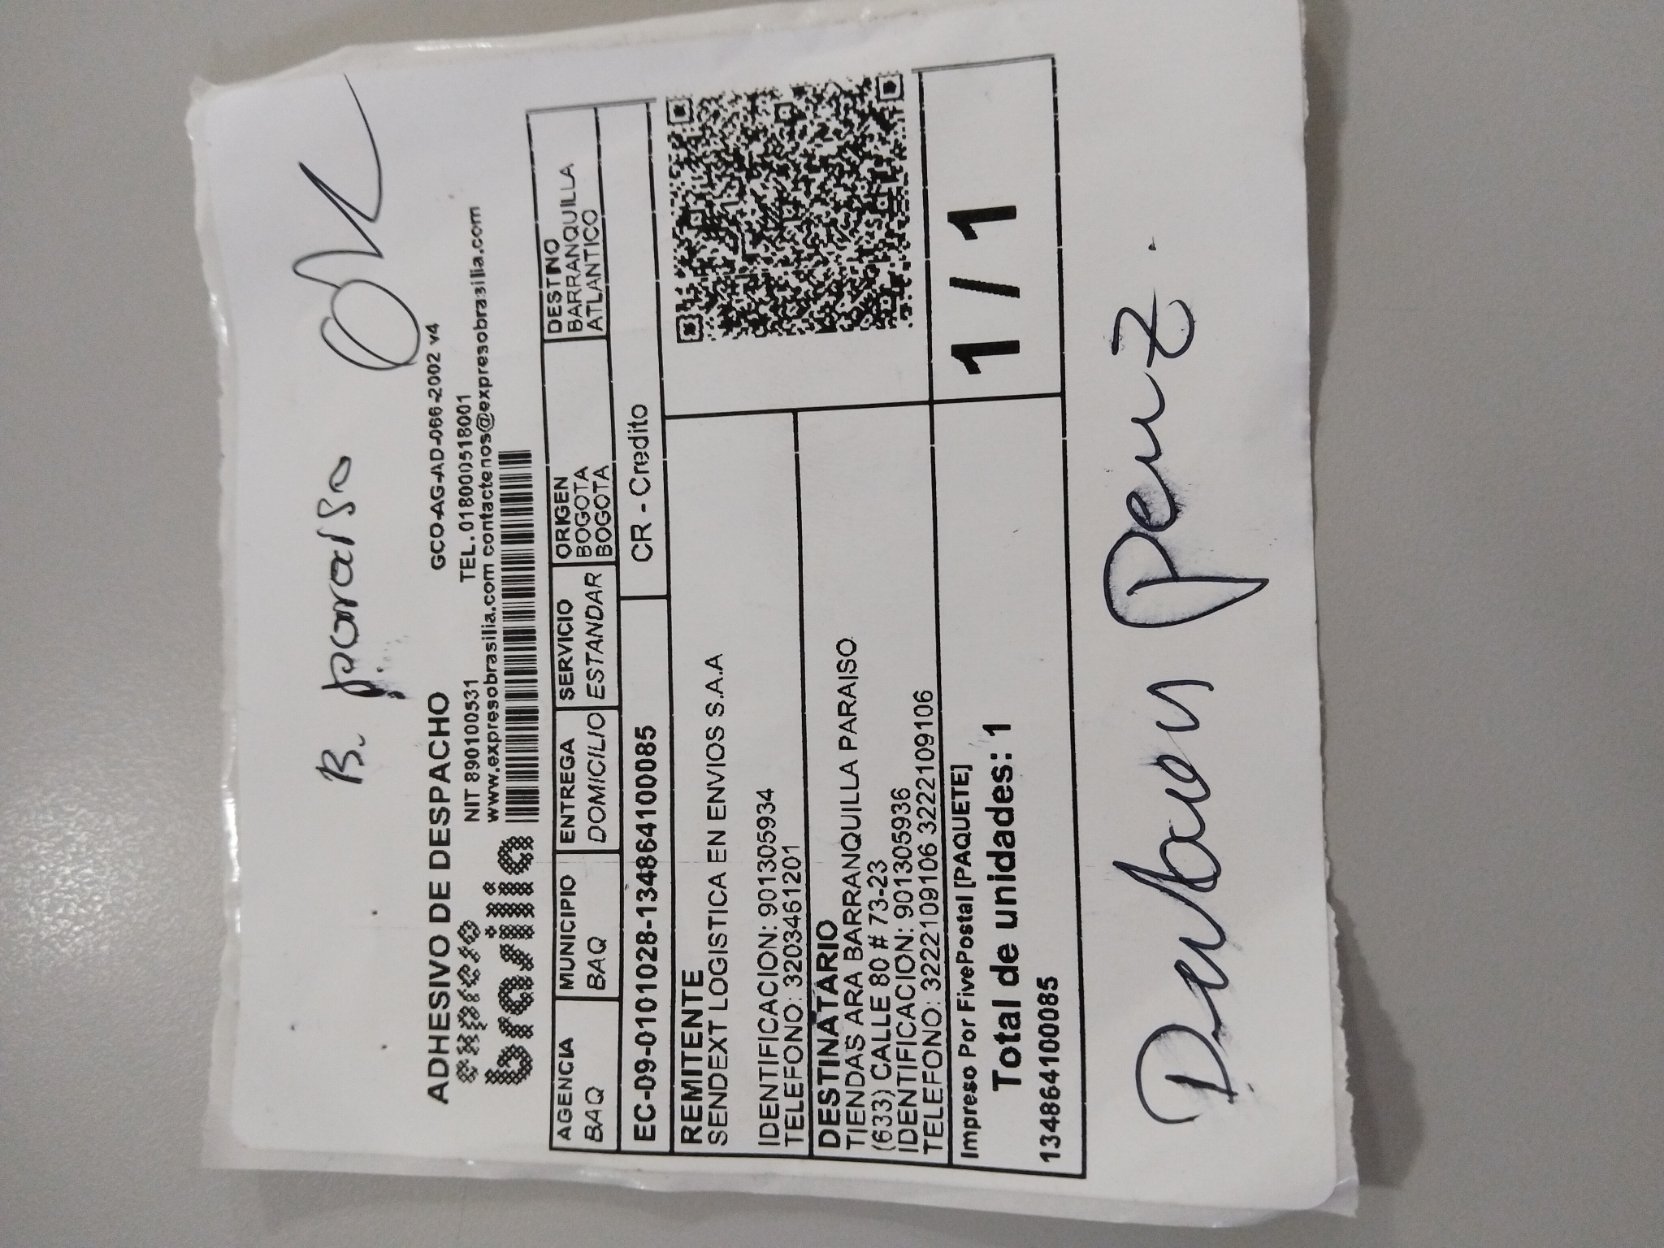 B. paraiso
ADHESIVO DE DESPACHO
GCO-AG-AD-066-2002 v4
expreso
brasilia
NIT 890100531
TEL. 018000518001
www.expresobrasilia.com contactenos@expresobrasilia.com
AGENCIA MUNICIPIO ENTREGA SERVICIO ORIGEN DESTINO
BAQ BAQ DOMICILIO ESTANDAR BOGOTA BARRANQUILLA
BOGOTA ATLANTICO
EC-09-0101028-1348641000​85 CR - Credito
REMITENTE
SENDEXT LOGISTICA EN ENVIOS S.A.A
IDENTIFICACION: 901305934
TELEFONO: 3203461201
DESTINATARIO
TIENDAS ARA BARRANQUILLA PARAISO
(633) CALLE 80 # 73-23
IDENTIFICACION: 901305936
TELEFONO: 3222109106 3222109106
Impreso Por FivePostal [PAQUETE]
Total de unidades: 1
1 / 1
134864100085